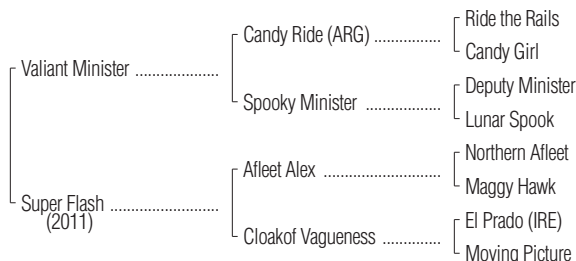 Ride the Rails
Candy Ride (ARG) ....................
Candy Girl
Valiant Minister .....................
Deputy Minister
Spooky Minister ....................
Lunar Spook
Northern Afleet
Afleet Alex ...............................
Maggy Hawk
Super Flash ...........................
(2011)
El Prado (IRE)
Cloakof Vagueness ................
Moving Picture